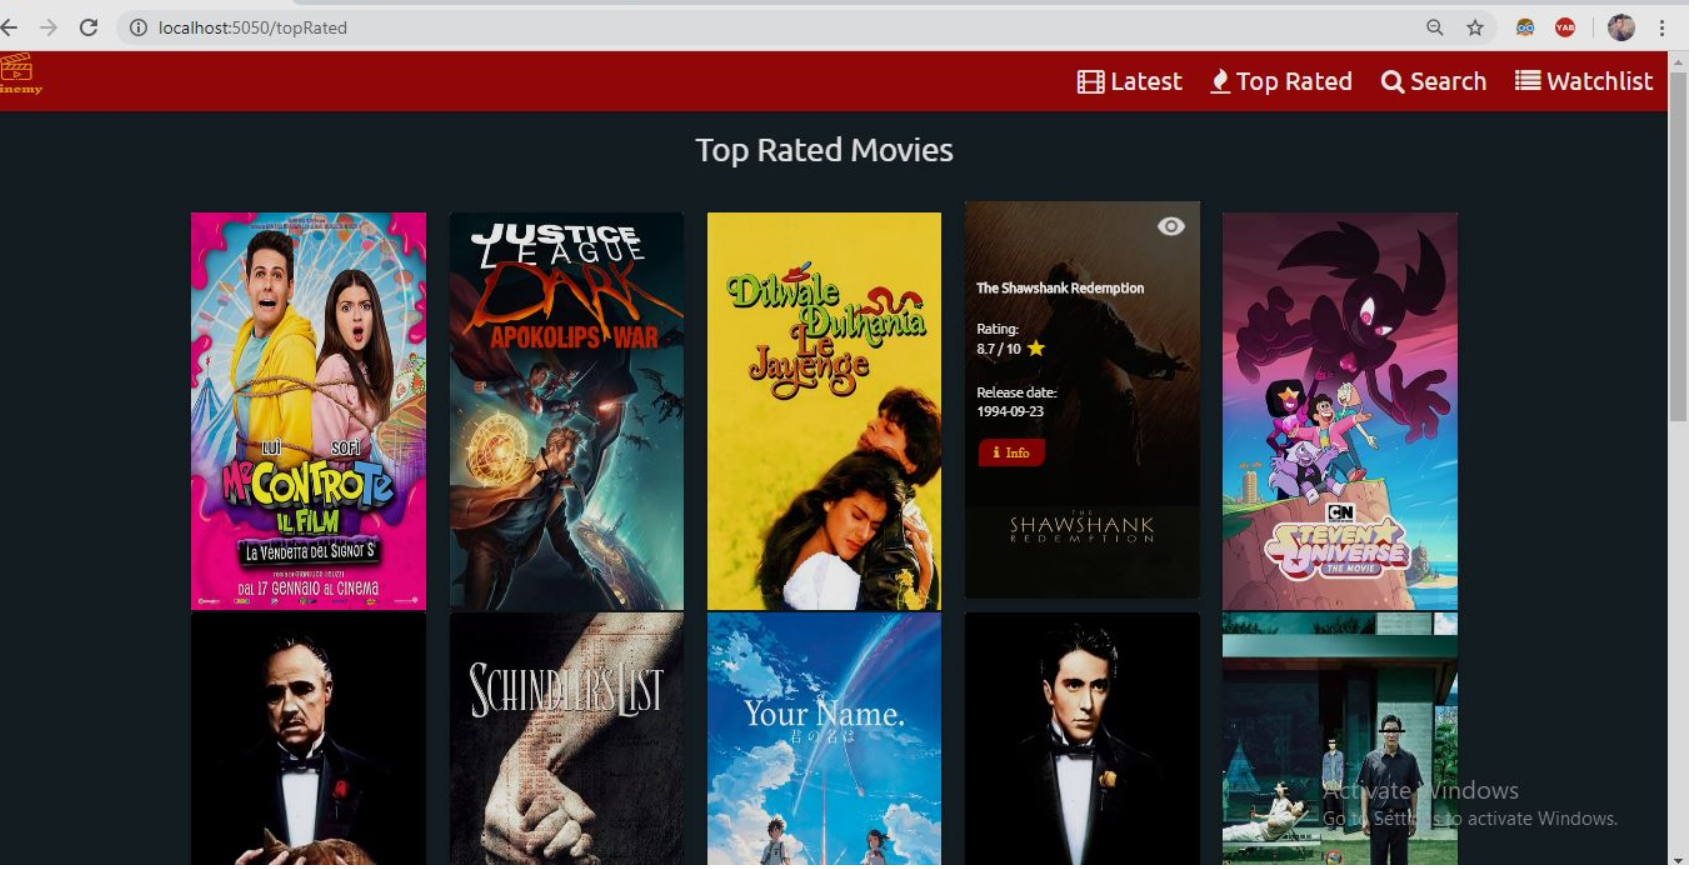 localhost:5050/topRated
YAB
inemy
Latest
Top Rated
Search
Watchlist
Top Rated Movies
LUÌ SOFÌ
Me CONTRO Te
IL FILM
LA VENDETTA DEL SIGNOR S
DAL 17 GENNAIO AL CINEMA
JUSTICE
LEAGUE
DARK
APOKOLIPS WAR
Dilwale
Dulhania
Le
Jayenge
The Shawshank Redemption
Rating:
8.7 / 10
Release date:
1994-09-23
i Info
THE
SHAWSHANK
REDEMPTION
CN
STEVEN
UNIVERSE
THE MOVIE
SCHINDLER'S LIST
Your Name.
君の名は
Activate Windows
Go to Settings to activate Windows.